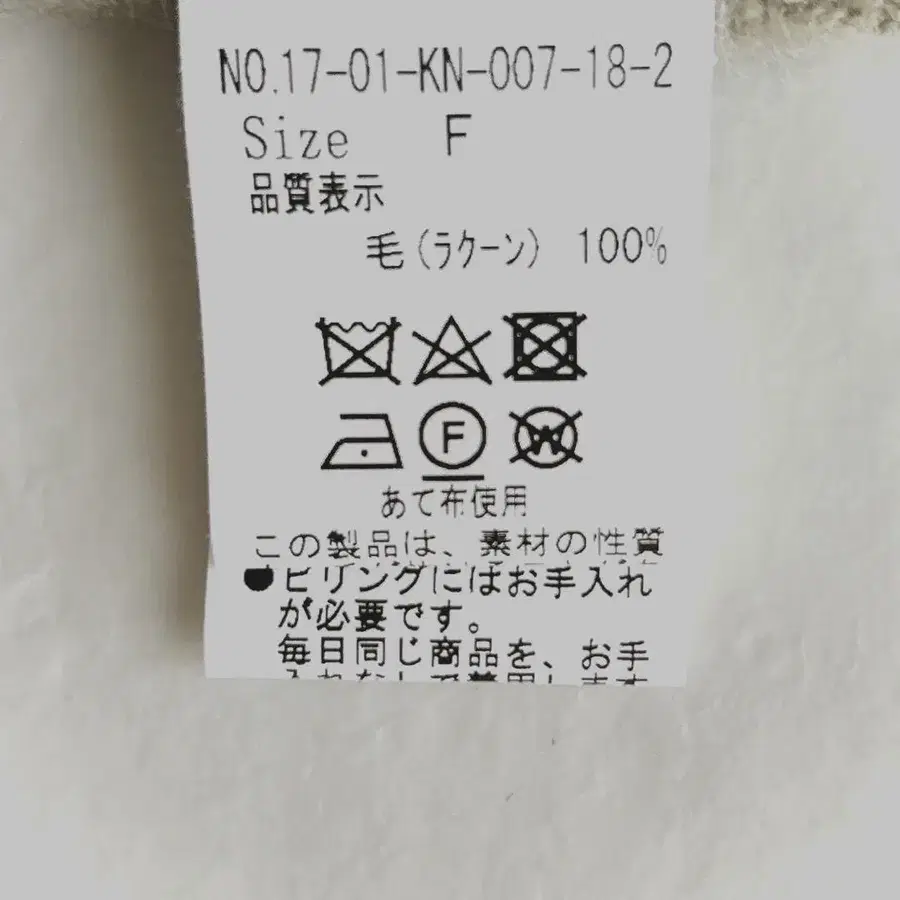 NO.17-01-KN-007-18-2
Size F
品質表示
毛(ラクーン) 100%
F
W
あて布使用
この製品は、素材の性質
●ピリングにはお手入れ
が必要です。
毎日同じ商品を、お手